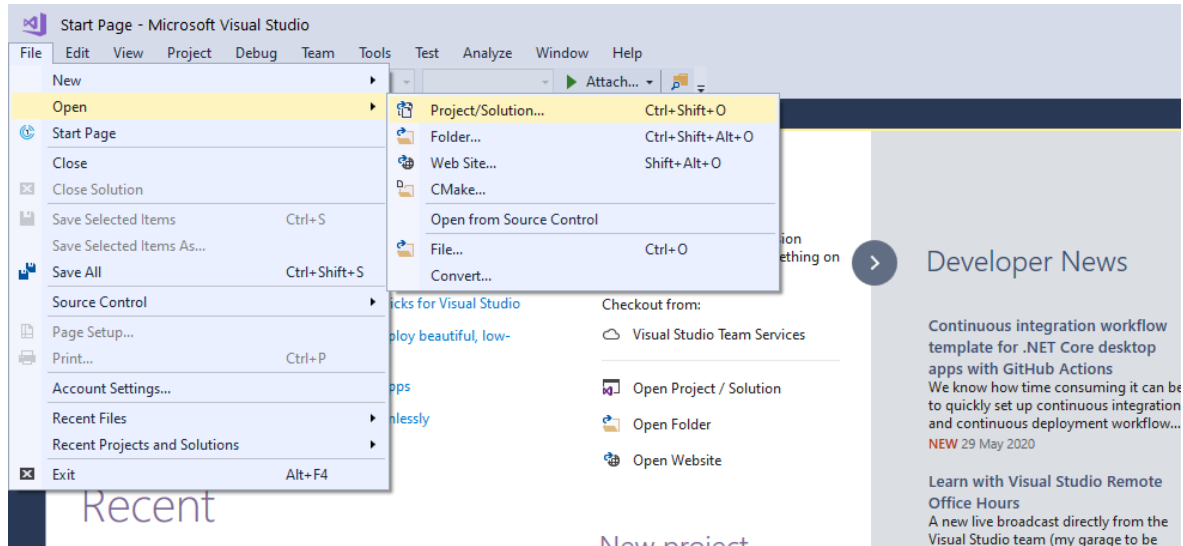 Start Page - Microsoft Visual Studio
File Edit View Project Debug Team Tools Test Analyze Window Help
Attach...
New
Open
Start Page
Close
Close Solution
Save Selected Items Ctrl+S
Save Selected Items As...
Save All Ctrl+Shift+S
Source Control
Page Setup...
Print... Ctrl+P
Account Settings...
Recent Files
Recent Projects and Solutions
Exit Alt+F4
Project/Solution... Ctrl+Shift+O
Folder... Ctrl+Shift+Alt+O
Web Site... Shift+Alt+O
CMake...
Open from Source Control
File... Ctrl+O
Convert...
icks for Visual Studio
ploy beautiful, low-
pps
nlessly
Recent
ion
ething on
Checkout from:
Visual Studio Team Services
Open Project / Solution
Open Folder
Open Website
New project
Developer News
Continuous integration workflow
template for .NET Core desktop
apps with GitHub Actions
We know how time consuming it can be
to quickly set up continuous integration
and continuous deployment workflow...
NEW 29 May 2020
Learn with Visual Studio Remote
Office Hours
A new live broadcast directly from the
Visual Studio team (my garage to be